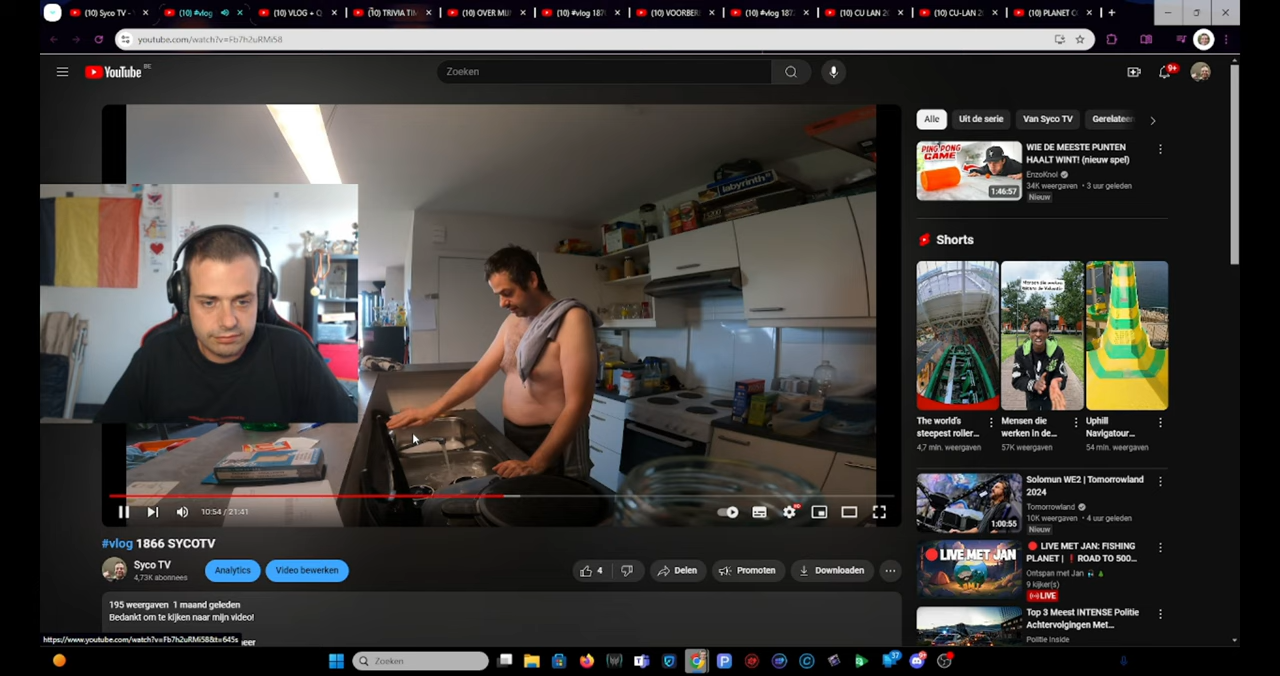 (10) Syco TV -
(10) #vlog
(10) VLOG + Q
(10) TRIVIA TIM
(10) OVER MIJN
(10) #vlog 187
(10) VOORBER
(10) #vlog 187
(10) CU LAN 20
(10) CU-LAN 2
(10) PLANET C
youtube.com/watch?v=Fb7h2uRMi58
YouTube BE
Zoeken
9+
labyrinth
Alle
Uit de serie
Van Syco TV
Gerelateer
PING PONG
GAME
1:46:57
WIE DE MEESTE PUNTEN
HAALT WINT! (nieuw spel)
EnzoKnol
34K weergaven • 3 uur geleden
Nieuw
Shorts
The world's
steepest roller...
4,7 mln. weergaven
Mensen die
werken in de...
57K weergaven
Uphill
Navigatour...
54 mln. weergaven
1:00:55
Solomun WE2 | Tomorrowland
2024
Tomorrowland
10K weergaven • 4 uur geleden
Nieuw
LIVE MET JAN
LIVE MET JAN: FISHING
PLANET | ❗ROAD TO 500...
Ontspan met Jan
9 kijker(s)
LIVE
Top 3 Meest INTENSE Politie
Achtervolgingen Met...
Politie Inside
10:54 / 21:41
#vlog 1866 SYCOTV
Syco TV
4,73K abonnees
Analytics
Video bewerken
4
Delen
Promoten
Downloaden
195 weergaven 1 maand geleden
Bedankt om te kijken naar mijn video!
https://www.youtube.com/watch?v=Fb7h2uRMi58&t=645s
eer
Zoeken
37